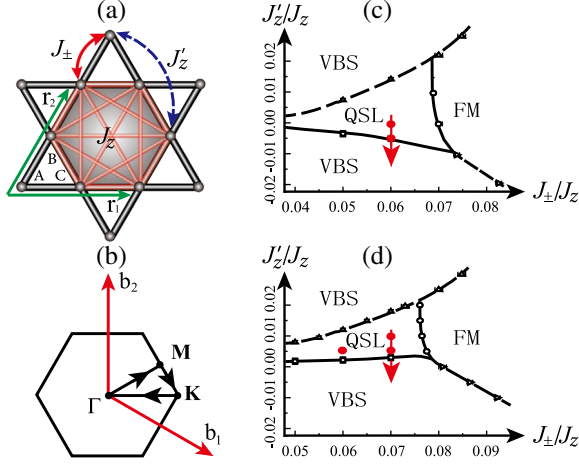 (a)
J±
J′z
r2
Jz
B
A C
r1
(b)
b2
M
K
Γ
b1
(c)
J′z/Jz
0.02
0.01
0.00
-0.01
-0.02
VBS
QSL
FM
VBS
0.04 0.05 0.06 0.07 0.08
J±/Jz
(d)
J′z/Jz
0.02
0.01
0.00
-0.01
-0.02
VBS
QSL
FM
VBS
0.05 0.06 0.07 0.08 0.09
J±/Jz